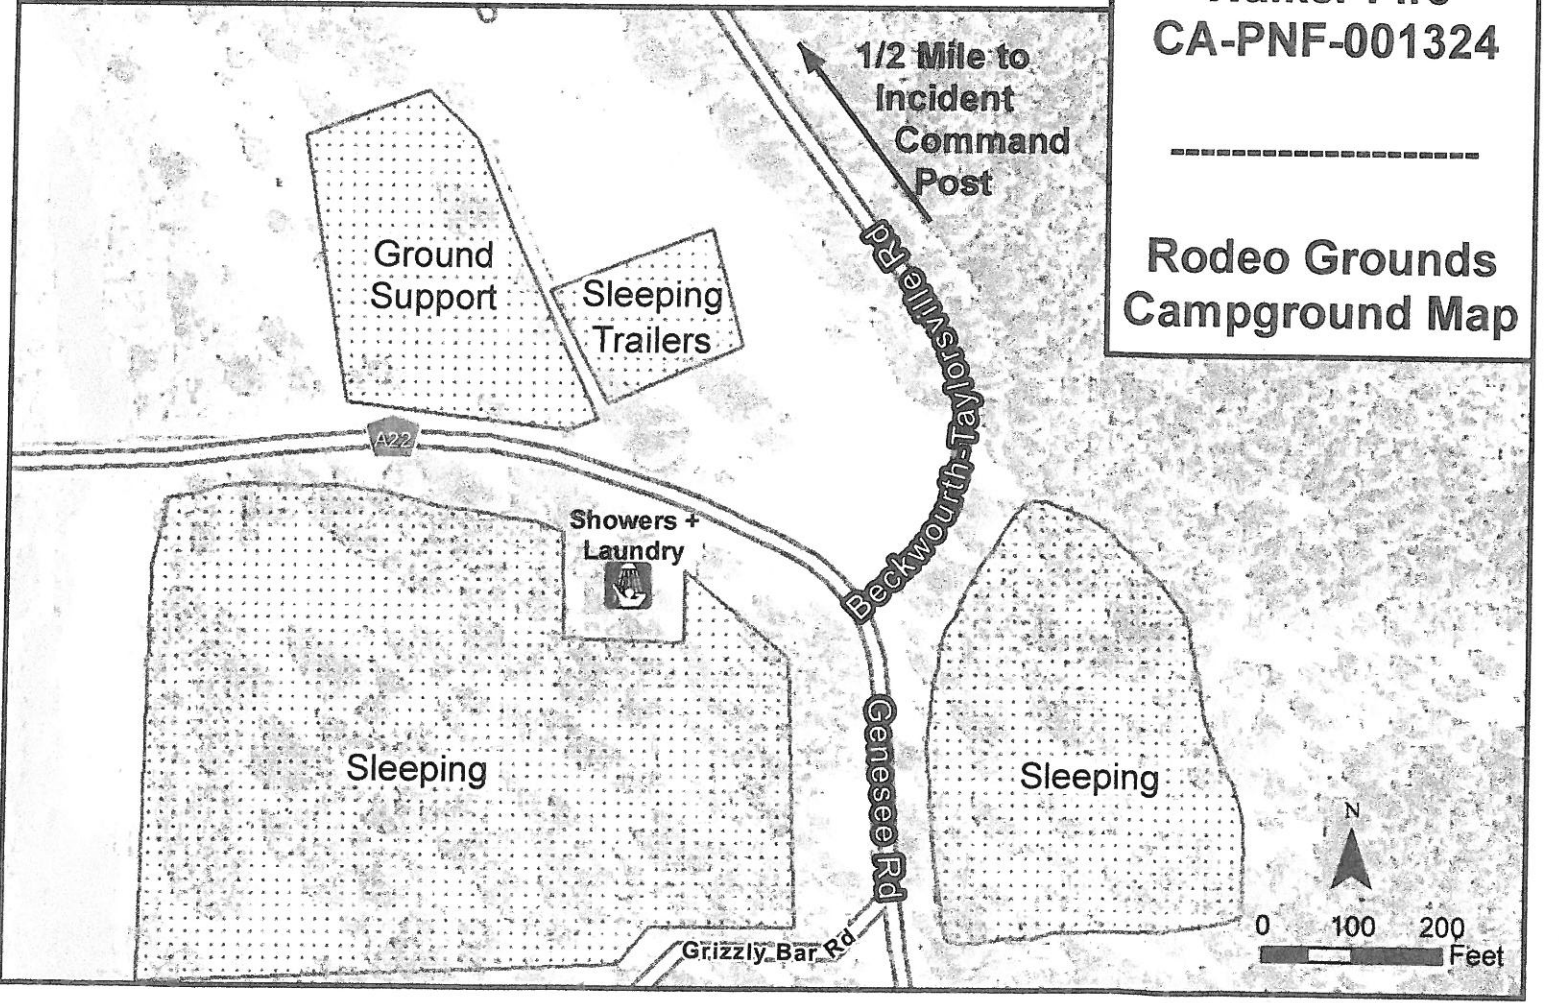 CA-PNF-001324
Rodeo Grounds
Campground Map
1/2 Mile to
Incident
Command
Post
Ground
Support
Sleeping
Trailers
Beckwourth-Taylorsville Rd
A22
Showers +
Laundry
Sleeping
Genesee Rd
Sleeping
Grizzly Bar Rd
N
0 100 200
Feet